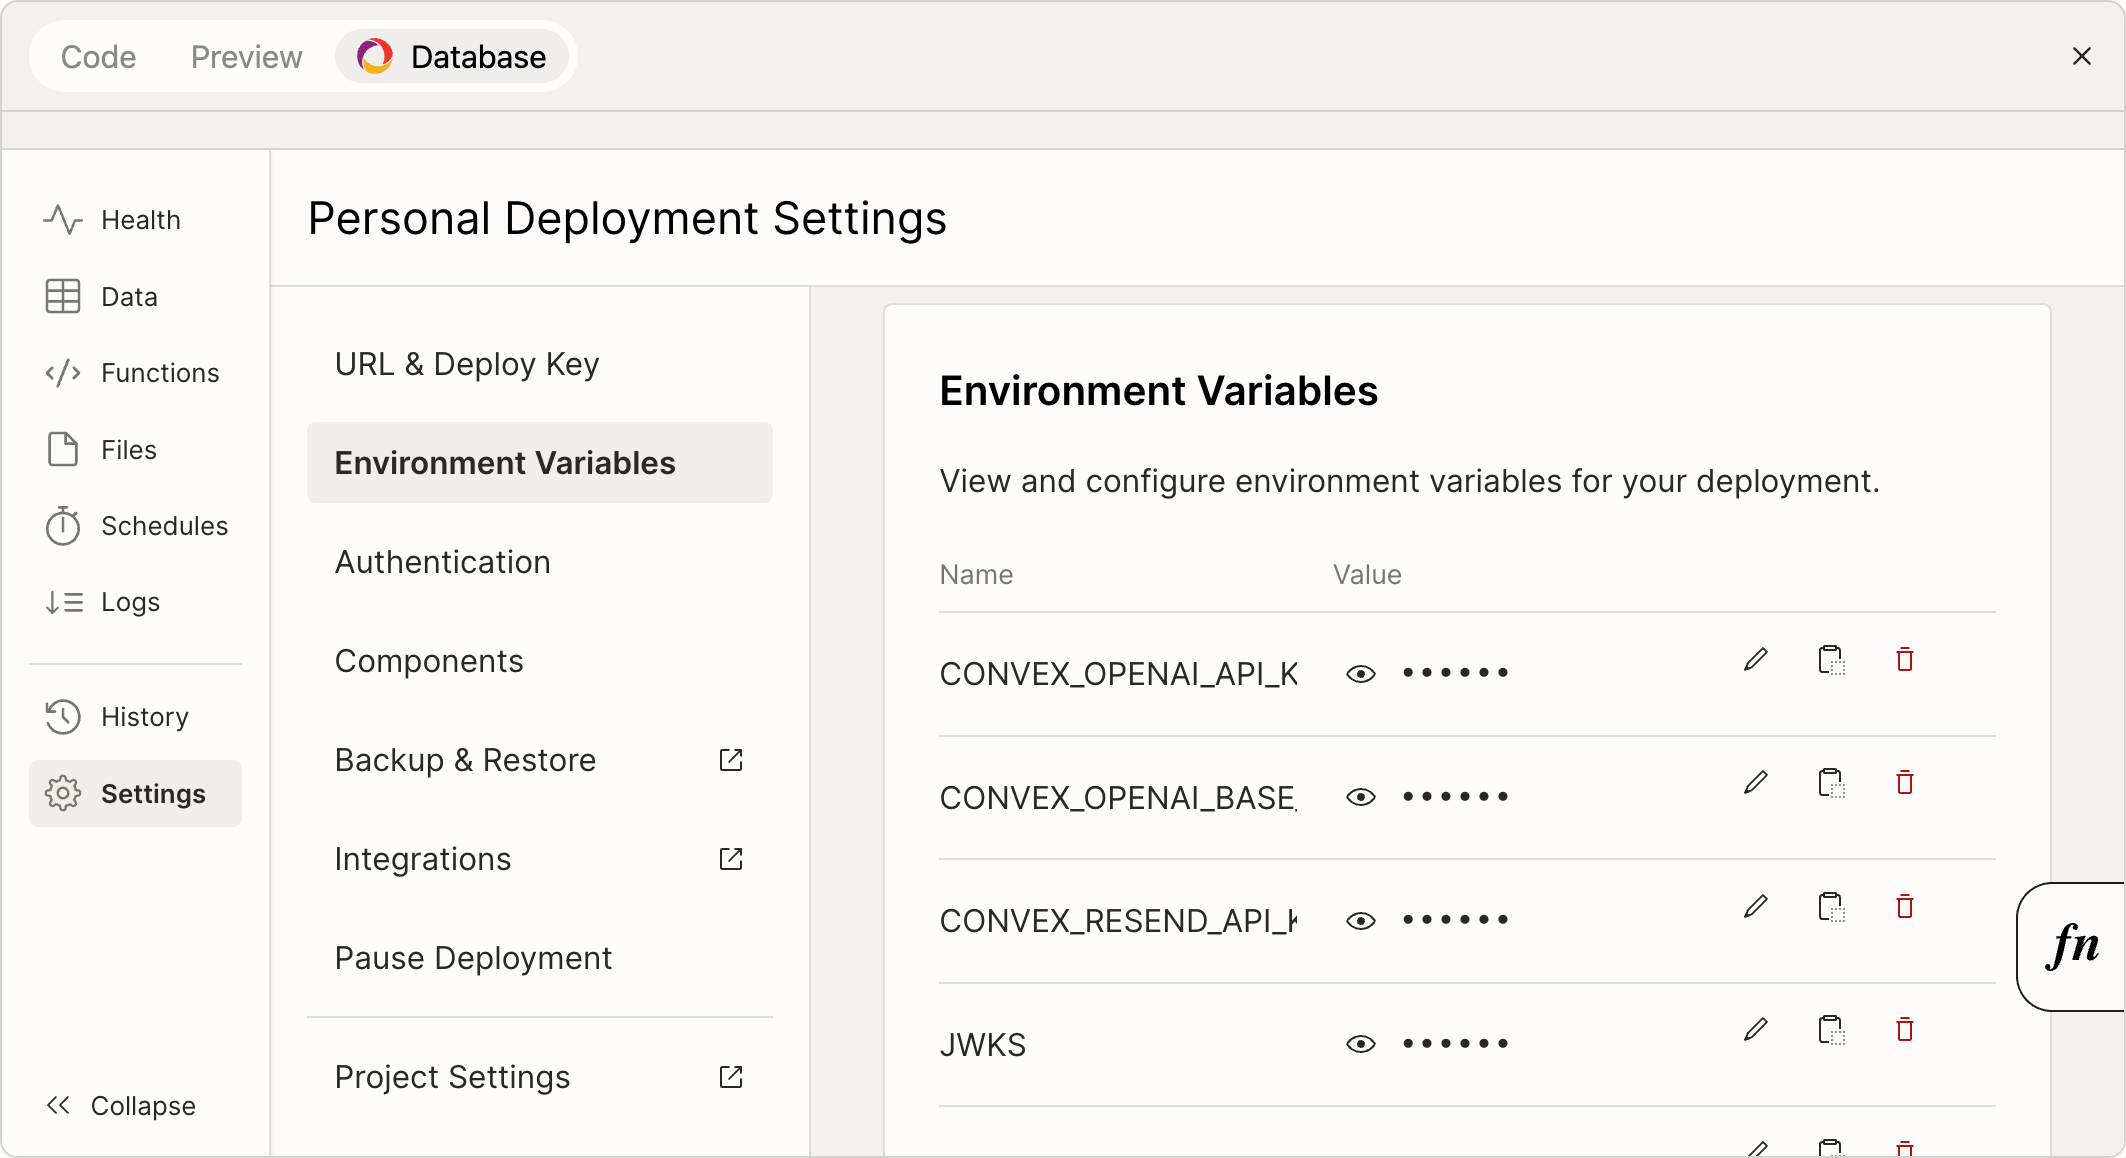 Code
Preview
Database
Health
Data
Functions
Files
Schedules
Logs
History
Settings
Collapse
Personal Deployment Settings
URL & Deploy Key
Environment Variables
Authentication
Components
Backup & Restore
Integrations
Pause Deployment
Project Settings
Environment Variables
View and configure environment variables for your deployment.
Name Value
CONVEX_OPENAI_API_K ••••••
CONVEX_OPENAI_BASE_ ••••••
CONVEX_RESEND_API_K ••••••
JWKS ••••••
fn